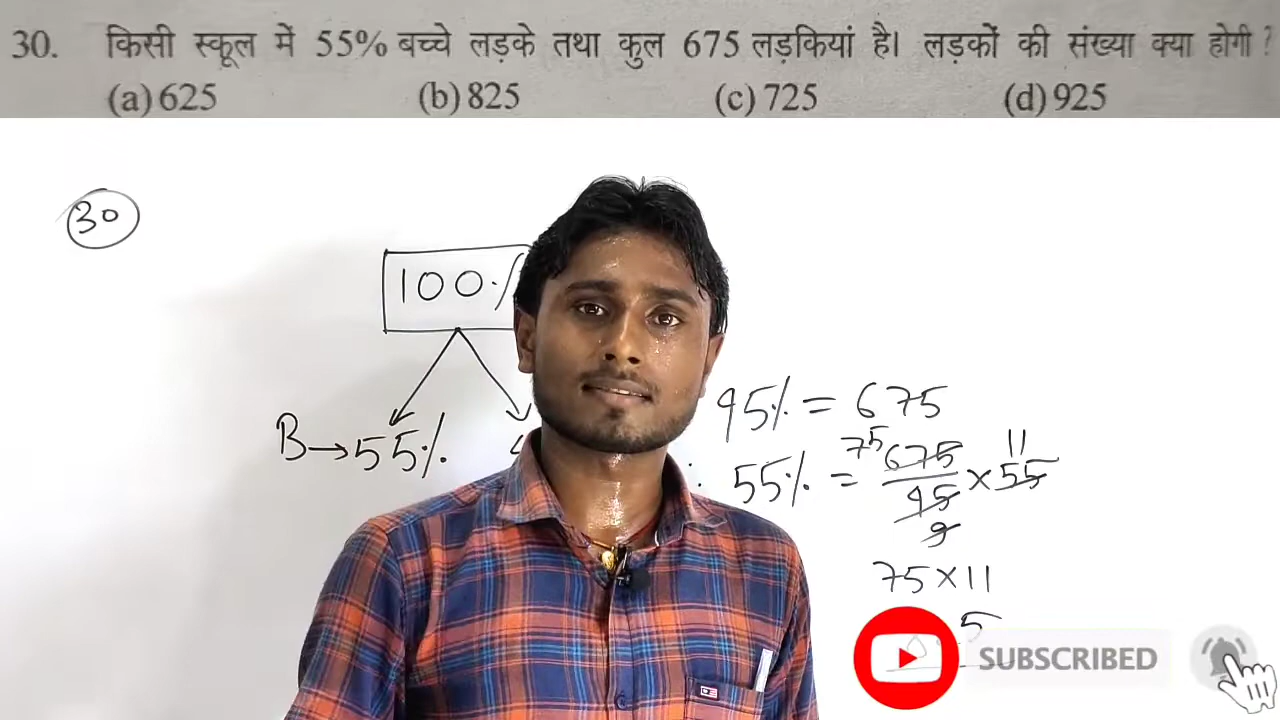 30. किसी स्कूल में 55% बच्चे लड़के तथा कुल 675 लड़कियां है। लड़कों की संख्या क्या होगी ?
(a) 625 (b) 825 (c) 725 (d) 925
30
100%
B→55%
45% = 675
∴ 55% = 675/45 × 55
75 11
9
75×11
SUBSCRIBED